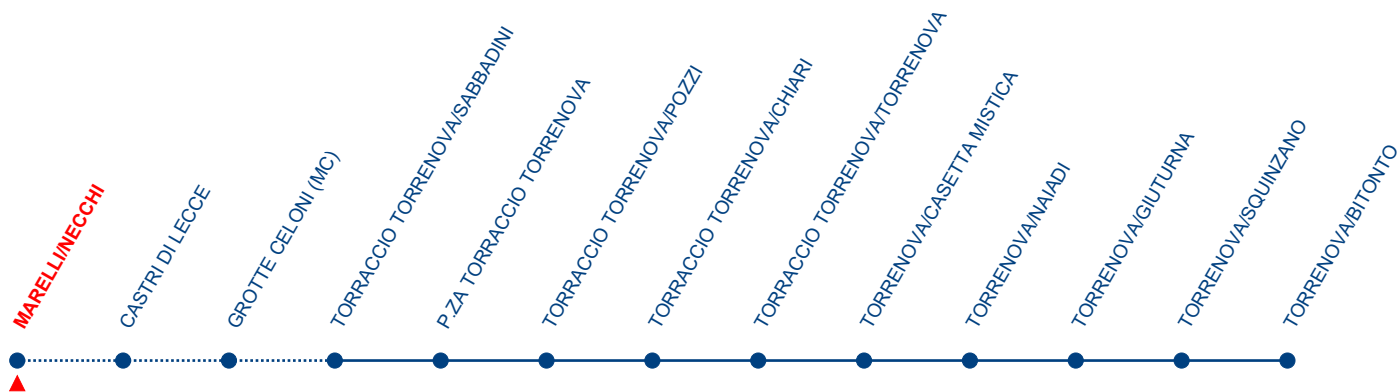 MARELLI/NECCHI
CASTRI DI LECCE
GROTTE CELONI (MC)
TORRACCIO TORRENOVA/SABBADINI
P.ZA TORRACCIO TORRENOVA
TORRACCIO TORRENOVA/POZZI
TORRACCIO TORRENOVA/CHIARI
TORRACCIO TORRENOVA/TORRENOVA
TORRENOVA/CASETTA MISTICA
TORRENOVA/NAIADI
TORRENOVA/GIUTURNA
TORRENOVA/SQUINZANO
TORRENOVA/BITONTO